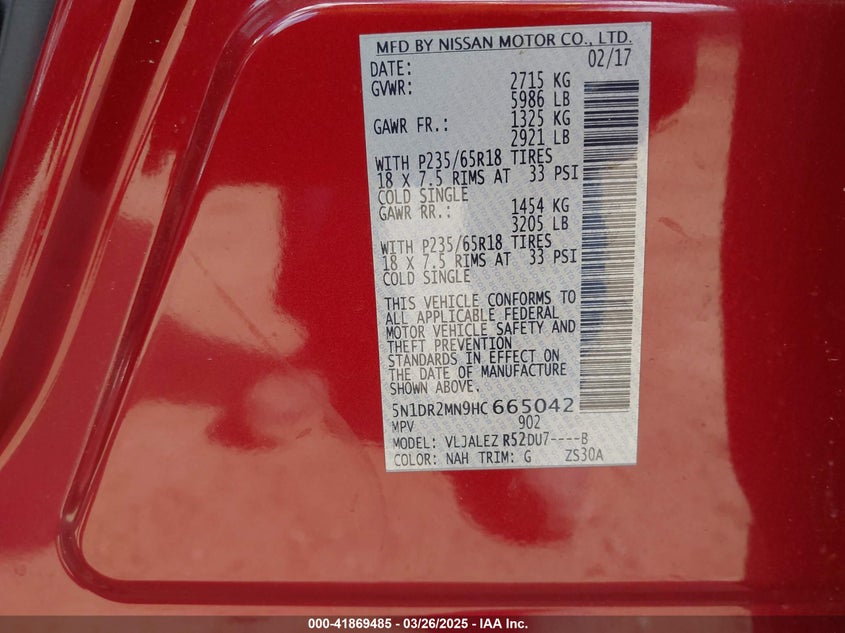 MFD BY NISSAN MOTOR CO., LTD.
DATE: 02/17
GVWR: 2715 KG
5986 LB
GAWR FR.: 1325 KG
2921 LB
WITH P235/65R18 TIRES
18 X 7.5 RIMS AT 33 PSI
COLD SINGLE
GAWR RR.: 1454 KG
3205 LB
WITH P235/65R18 TIRES
18 X 7.5 RIMS AT 33 PSI
COLD SINGLE
THIS VEHICLE CONFORMS TO
ALL APPLICABLE FEDERAL
MOTOR VEHICLE SAFETY AND
THEFT PREVENTION
STANDARDS IN EFFECT ON
THE DATE OF MANUFACTURE
SHOWN ABOVE.
5N1DR2MN9HC665042
MPV 902
MODEL: VLJALEZ R52DU7----B
COLOR: NAH TRIM: G ZS30A
000-41869485 - 03/26/2025 - IAA Inc.